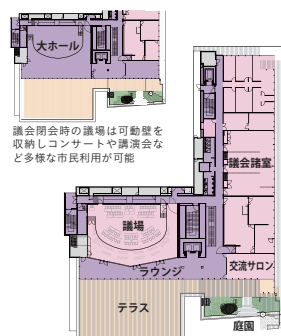 大ホール
議会閉会時の議場は可動壁を
収納しコンサートや講演会な
ど多様な市民利用が可能
議会諸室
議場
ラウンジ
交流サロン
テラス
庭園